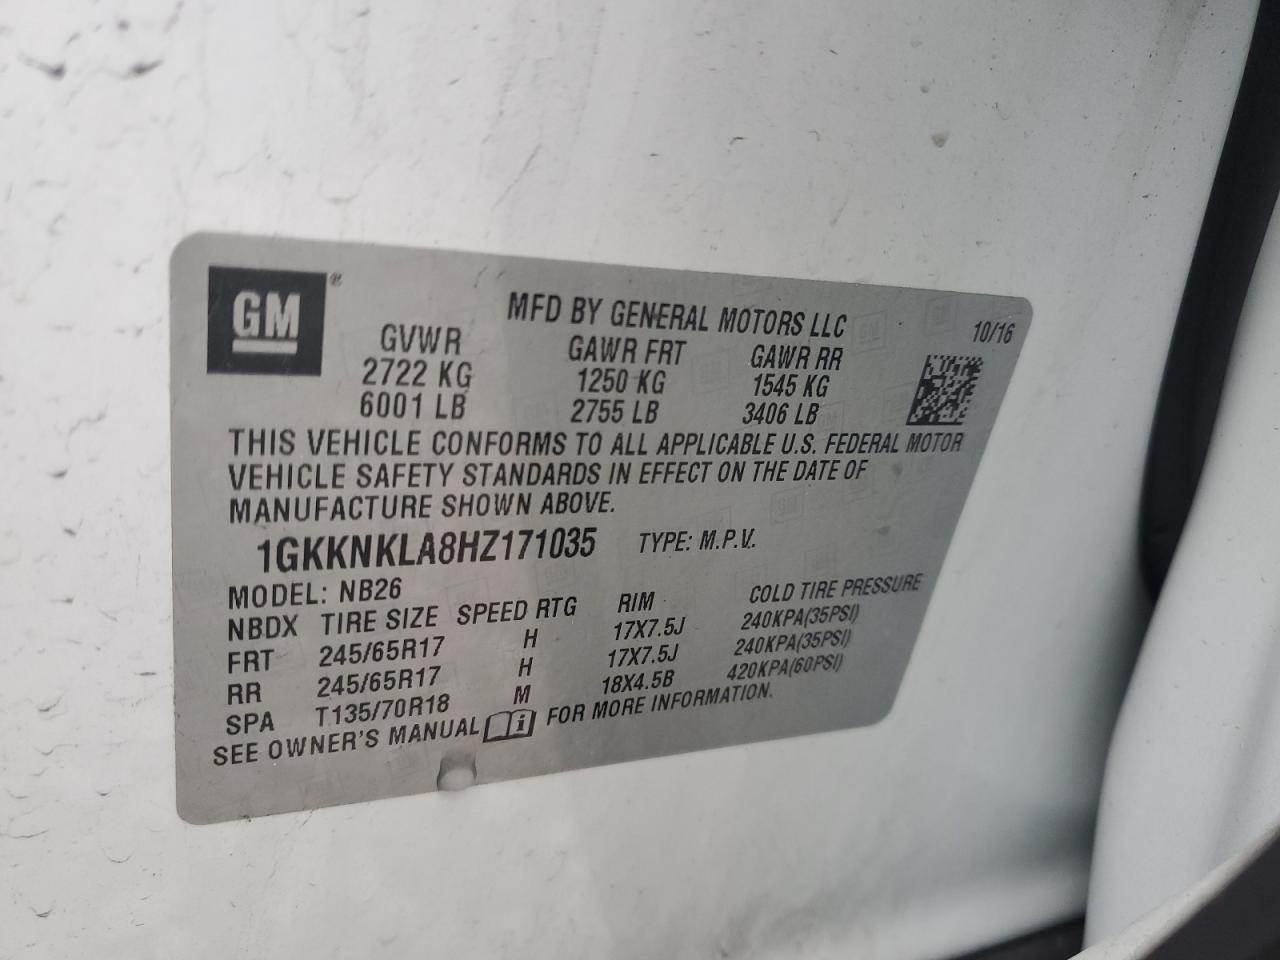 GM®
MFD BY GENERAL MOTORS LLC
10/16
GVWR GAWR FRT GAWR RR
2722 KG 1250 KG 1545 KG
6001 LB 2755 LB 3406 LB
THIS VEHICLE CONFORMS TO ALL APPLICABLE U.S. FEDERAL MOTOR
VEHICLE SAFETY STANDARDS IN EFFECT ON THE DATE OF
MANUFACTURE SHOWN ABOVE.
1GKKNKLA8HZ171035 TYPE: M.P.V.
MODEL: NB26
NBDX TIRE SIZE SPEED RTG RIM COLD TIRE PRESSURE
FRT 245/65R17 H 17X7.5J 240KPA(35PSI)
RR 245/65R17 H 17X7.5J 240KPA(35PSI)
SPA T135/70R18 M 18X4.5B 420KPA(60PSI)
SEE OWNER'S MANUAL i FOR MORE INFORMATION.